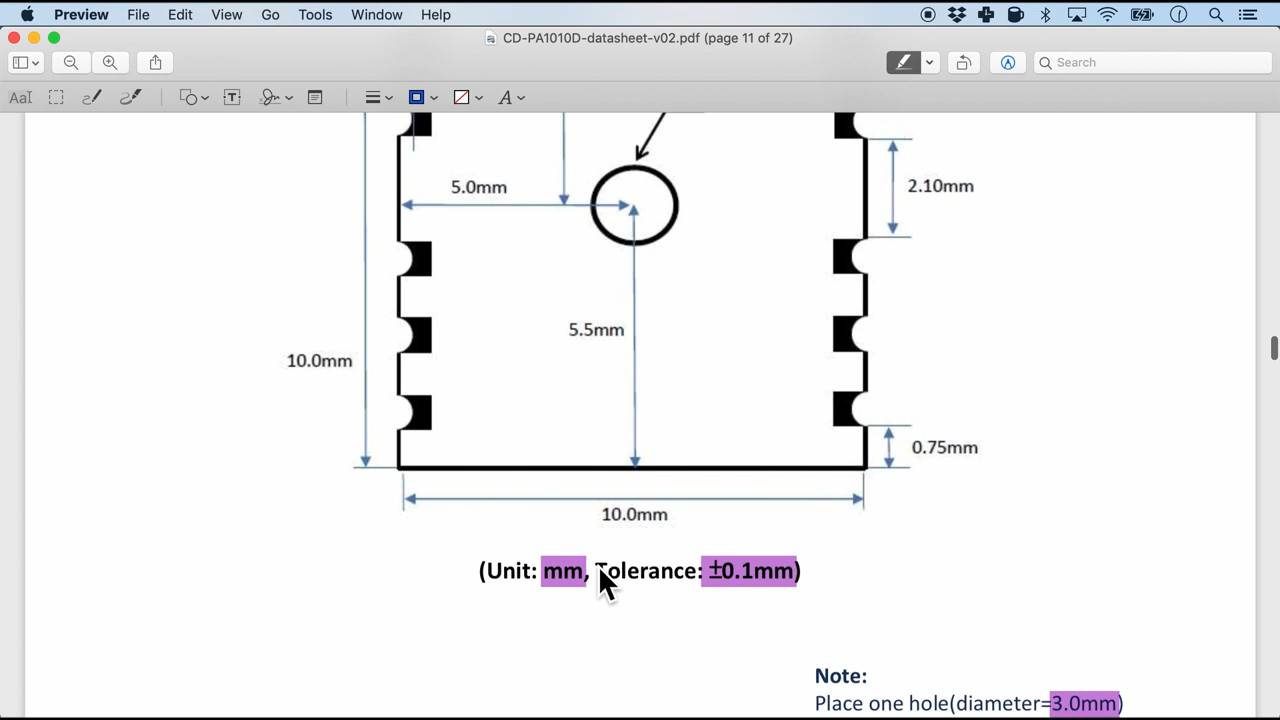 Preview File Edit View Go Tools Window Help
CD-PA1010D-datasheet-v02.pdf (page 11 of 27)
Search
AaI T A
5.0mm
2.10mm
5.5mm
10.0mm
0.75mm
10.0mm
(Unit: mm, Tolerance: ±0.1mm)
Note:
Place one hole(diameter=3.0mm)